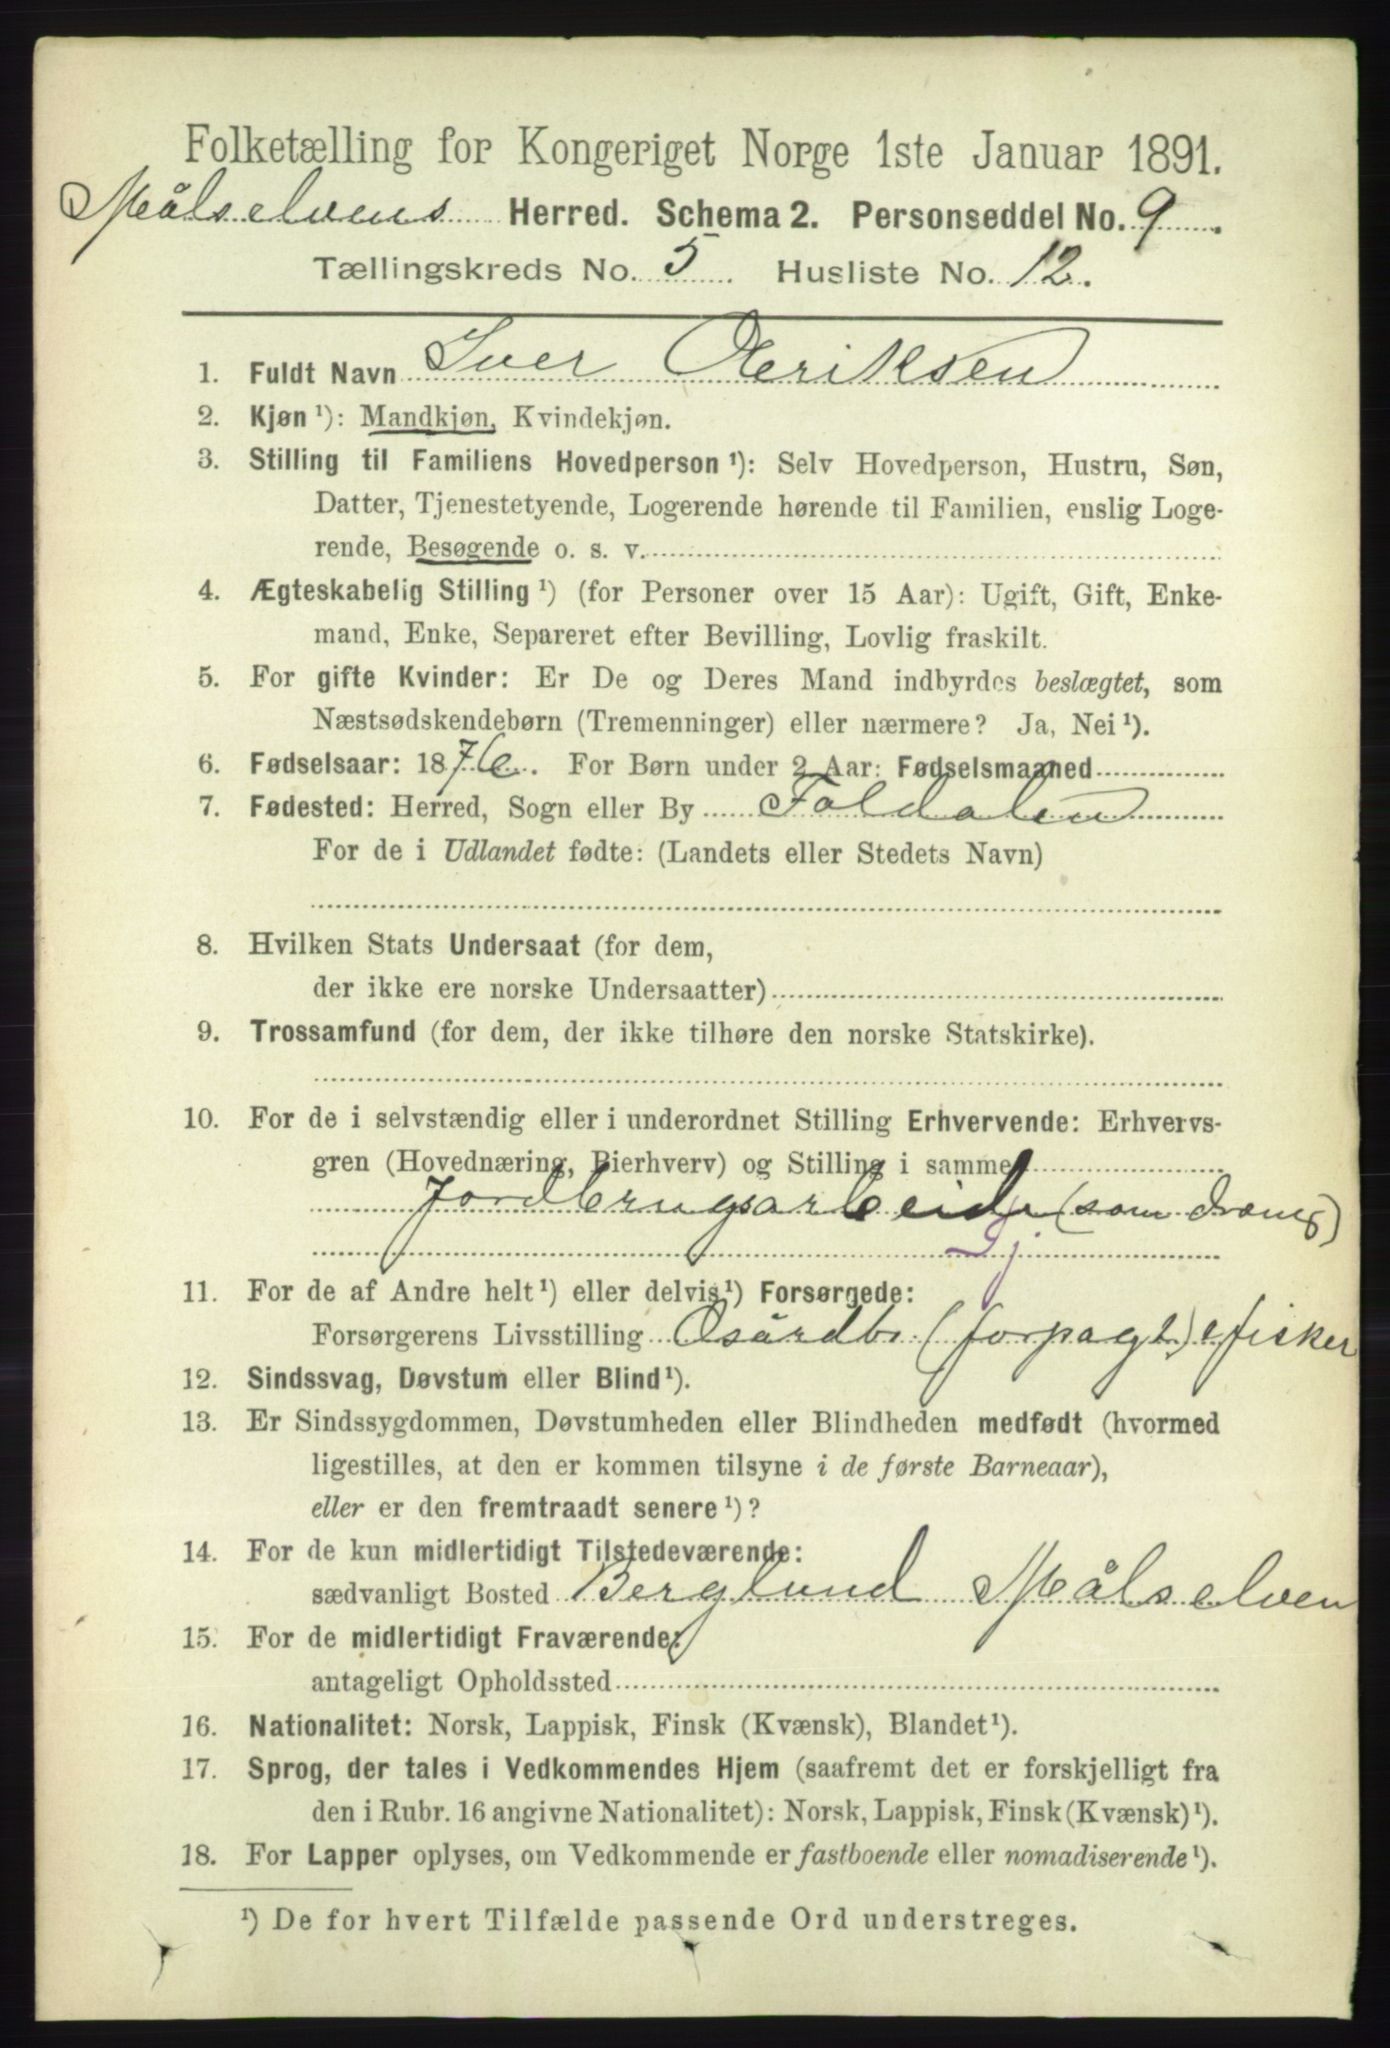 Folketælling for Kongeriget Norge 1ste Januar 1891.
Målselvens Herred. Schema 2. Personseddel No. 9.
Tællingskreds No. 5 Husliste No. 12.
1. Fuldt Navn Iver Aeriksen
2. Kjøn ¹): Mandkjøn, Kvindekjøn.
3. Stilling til Familiens Hovedperson ¹): Selv Hovedperson, Hustru, Søn,
Datter, Tjenestetyende, Logerende hørende til Familien, enslig Loge-
rende, Besøgende o. s. v.
4. Ægteskabelig Stilling ¹) (for Personer over 15 Aar): Ugift, Gift, Enke-
mand, Enke, Separeret efter Bevilling, Lovlig fraskilt.
5. For gifte Kvinder: Er De og Deres Mand indbyrdes beslægtet, som
Næstsødskendebørn (Tremenninger) eller nærmere? Ja, Nei ¹).
6. Fødselsaar: 1876. For Børn under 2 Aar: Fødselsmaaned
7. Fødested: Herred, Sogn eller By Foldalen
For de i Udlandet fødte: (Landets eller Stedets Navn)
8. Hvilken Stats Undersaat (for dem,
der ikke ere norske Undersaatter)
9. Trossamfund (for dem, der ikke tilhøre den norske Statskirke).
10. For de i selvstændig eller i underordnet Stilling Erhvervende: Erhvervs-
gren (Hovednæring, Bierhverv) og Stilling i samme
Jordbrugsarbeide (som dreng)
Tj
11. For de af Andre helt ¹) eller delvis ¹) Forsørgede:
Forsørgerens Livsstilling (forpagt) fisker
12. Sindssvag, Døvstum eller Blind ¹).
13. Er Sindssygdommen, Døvstumheden eller Blindheden medfødt (hvormed
ligestilles, at den er kommen tilsyne i de første Barneaar),
eller er den fremtraadt senere ¹)?
14. For de kun midlertidigt Tilstedeværende:
sædvanligt Bosted Berglund Målselven
15. For de midlertidigt Fraværende:
antageligt Opholdssted
16. Nationalitet: Norsk, Lappisk, Finsk (Kvænsk), Blandet ¹).
17. Sprog, der tales i Vedkommendes Hjem (saafremt det er forskjelligt fra
den i Rubr. 16 angivne Nationalitet): Norsk, Lappisk, Finsk (Kvænsk) ¹).
18. For Lapper oplyses, om Vedkommende er fastboende eller nomadiserende ¹).
¹) De for hvert Tilfælde passende Ord understreges.